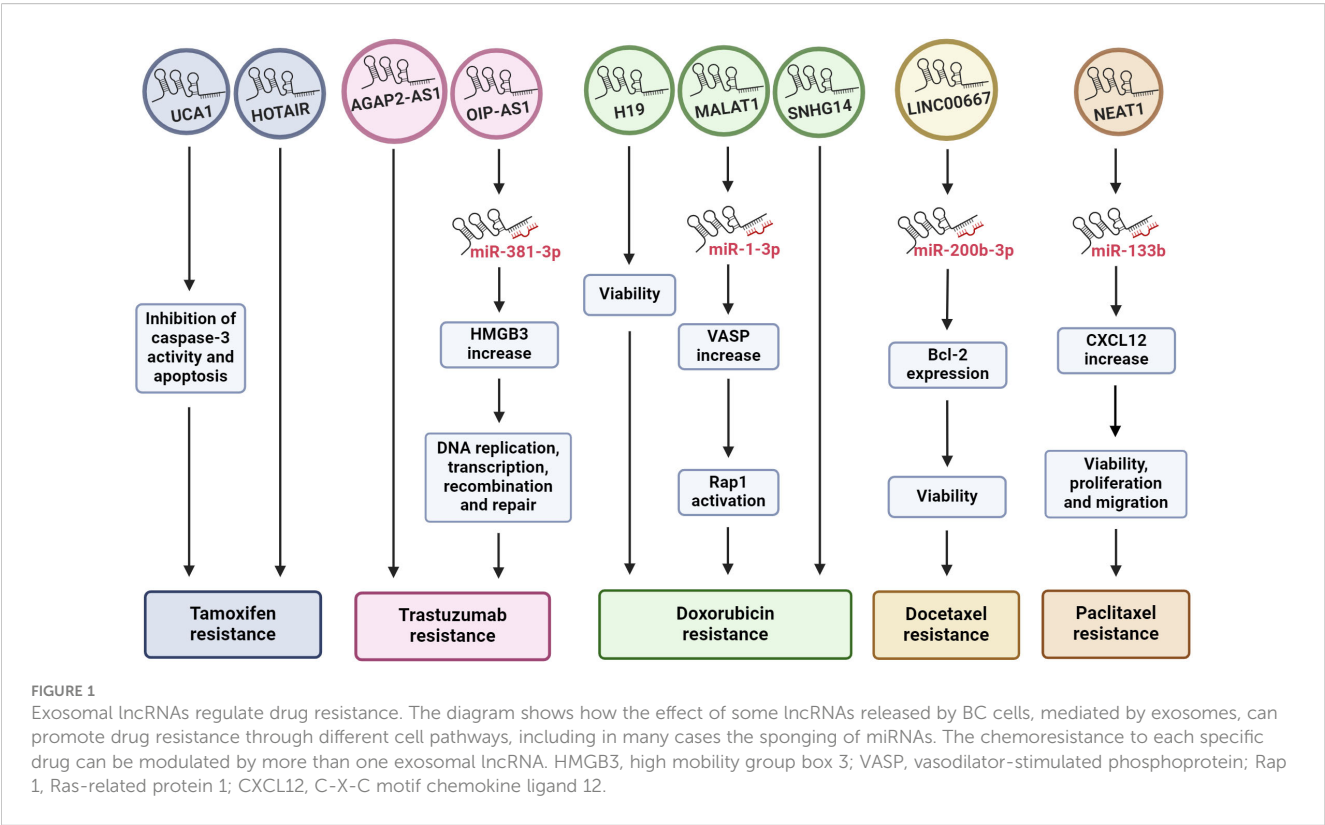 UCA1
HOTAIR
AGAP2-AS1
OIP-AS1
H19
MALAT1
SNHG14
LINC00667
NEAT1
miR-381-3p
miR-1-3p
miR-200b-3p
miR-133b
Inhibition of
caspase-3
activity and
apoptosis
HMGB3
increase
DNA replication,
transcription,
recombination
and repair
Viability
VASP
increase
Rap1
activation
Bcl-2
expression
Viability
CXCL12
increase
Viability,
proliferation
and migration
Tamoxifen
resistance
Trastuzumab
resistance
Doxorubicin
resistance
Docetaxel
resistance
Paclitaxel
resistance
FIGURE 1
Exosomal lncRNAs regulate drug resistance. The diagram shows how the effect of some lncRNAs released by BC cells, mediated by exosomes, can
promote drug resistance through different cell pathways, including in many cases the sponging of miRNAs. The chemoresistance to each specific
drug can be modulated by more than one exosomal lncRNA. HMGB3, high mobility group box 3; VASP, vasodilator-stimulated phosphoprotein; Rap
1, Ras-related protein 1; CXCL12, C-X-C motif chemokine ligand 12.